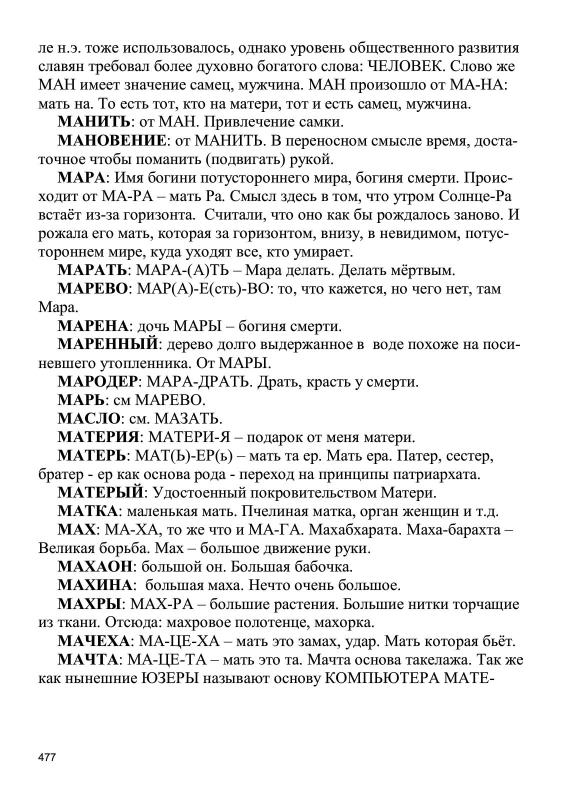 ле н.э. тоже использовалось, однако уровень общественного развития
славян требовал более духовно богатого слова: ЧЕЛОВЕК. Слово же
МАН имеет значение самец, мужчина. МАН произошло от МА-НА:
мать на. То есть тот, кто на матери, тот и есть самец, мужчина.
МАНИТЬ: от МАН. Привлечение самки.
МАНОВЕНИЕ: от МАНИТЬ. В переносном смысле время, доста-
точное чтобы поманить (подвигать) рукой.
МАРА: Имя богини потустороннего мира, богиня смерти. Проис-
ходит от МА-РА – мать Ра. Смысл здесь в том, что утром Солнце-Ра
встаёт из-за горизонта. Считали, что оно как бы рождалось заново. И
рожала его мать, которая за горизонтом, внизу, в невидимом, потус-
тороннем мире, куда уходят все, кто умирает.
МАРАТЬ: МАРА-(А)ТЬ – Мара делать. Делать мёртвым.
МАРЕВО: МАР(А)-Е(сть)-ВО: то, что кажется, но чего нет, там
Мара.
МАРЕНА: дочь МАРЫ – богиня смерти.
МАРЕННЫЙ: дерево долго выдержанное в воде похоже на поси-
невшего утопленника. От МАРЫ.
МАРОДЕР: МАРА-ДРАТЬ. Драть, красть у смерти.
МАРЬ: см МАРЕВО.
МАСЛО: см. МАЗАТЬ.
МАТЕРИЯ: МАТЕРИ-Я – подарок от меня матери.
МАТЕРЬ: МАТ(Ь)-ЕР(ь) – мать та ер. Мать ера. Патер, сестер,
братер - ер как основа рода - переход на принципы патриархата.
МАТЕРЫЙ: Удостоенный покровительством Матери.
МАТКА: маленькая мать. Пчелиная матка, орган женщин и т.д.
МАХ: МА-ХА, то же что и МА-ГА. Махабхарата. Маха-барахта –
Великая борьба. Мах – большое движение руки.
МАХАОН: большой он. Большая бабочка.
МАХИНА: большая маха. Нечто очень большое.
МАХРЫ: МАХ-РА – большие растения. Большие нитки торчащие
из ткани. Отсюда: махровое полотенце, махорка.
МАЧЕХА: МА-ЦЕ-ХА – мать это замах, удар. Мать которая бьёт.
МАЧТА: МА-ЦЕ-ТА – мать это та. Мачта основа такелажа. Так же
как нынешние ЮЗЕРЫ называют основу КОМПЬЮТЕРА МАТЕ-
477